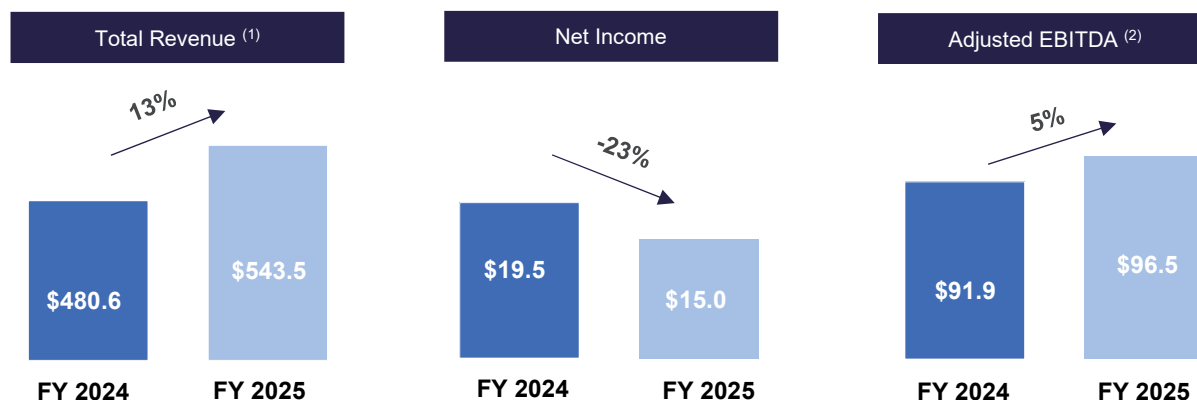 Total Revenue (1)
13%
$480.6
$543.5
FY 2024
FY 2025
Net Income
-23%
$19.5
$15.0
FY 2024
FY 2025
Adjusted EBITDA (2)
5%
$91.9
$96.5
FY 2024
FY 2025